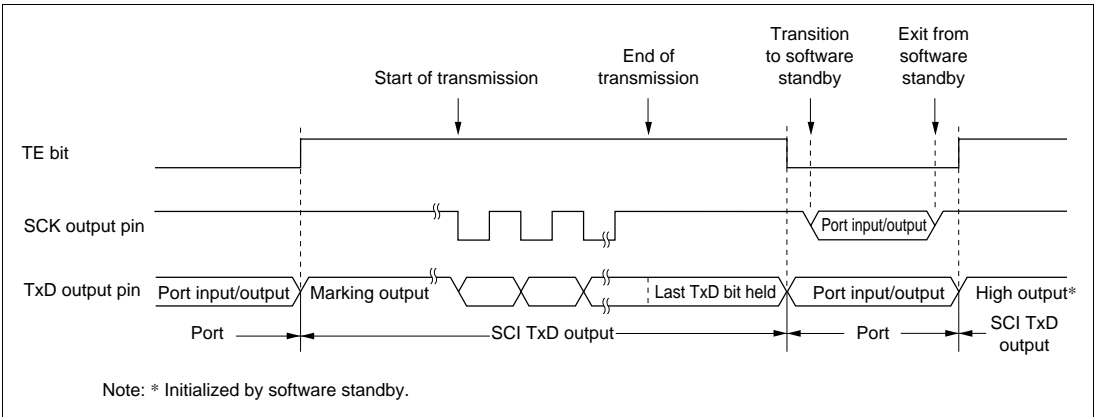 Transition
to software
standby
Exit from
software
standby
End of
transmission
Start of transmission
TE bit
SCK output pin
Port input/output
TxD output pin
Port input/output
Marking output
Last TxD bit held
Port input/output
High output*
Port
SCI TxD output
Port
SCI TxD
output
Note: * Initialized by software standby.